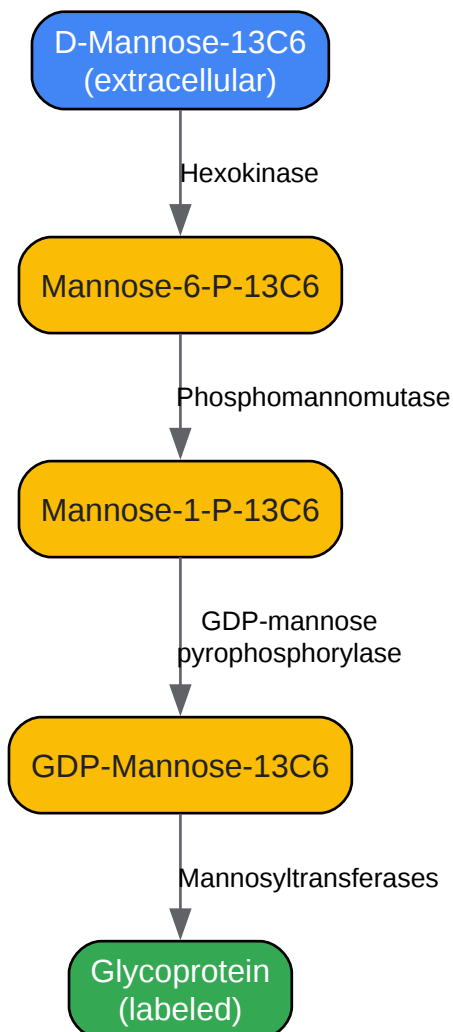 D-Mannose-13C6
(extracellular)
Hexokinase
Mannose-6-P-13C6
Phosphomannomutase
Mannose-1-P-13C6
GDP-mannose
pyrophosphorylase
GDP-Mannose-13C6
Mannosyltransferases
Glycoprotein
(labeled)